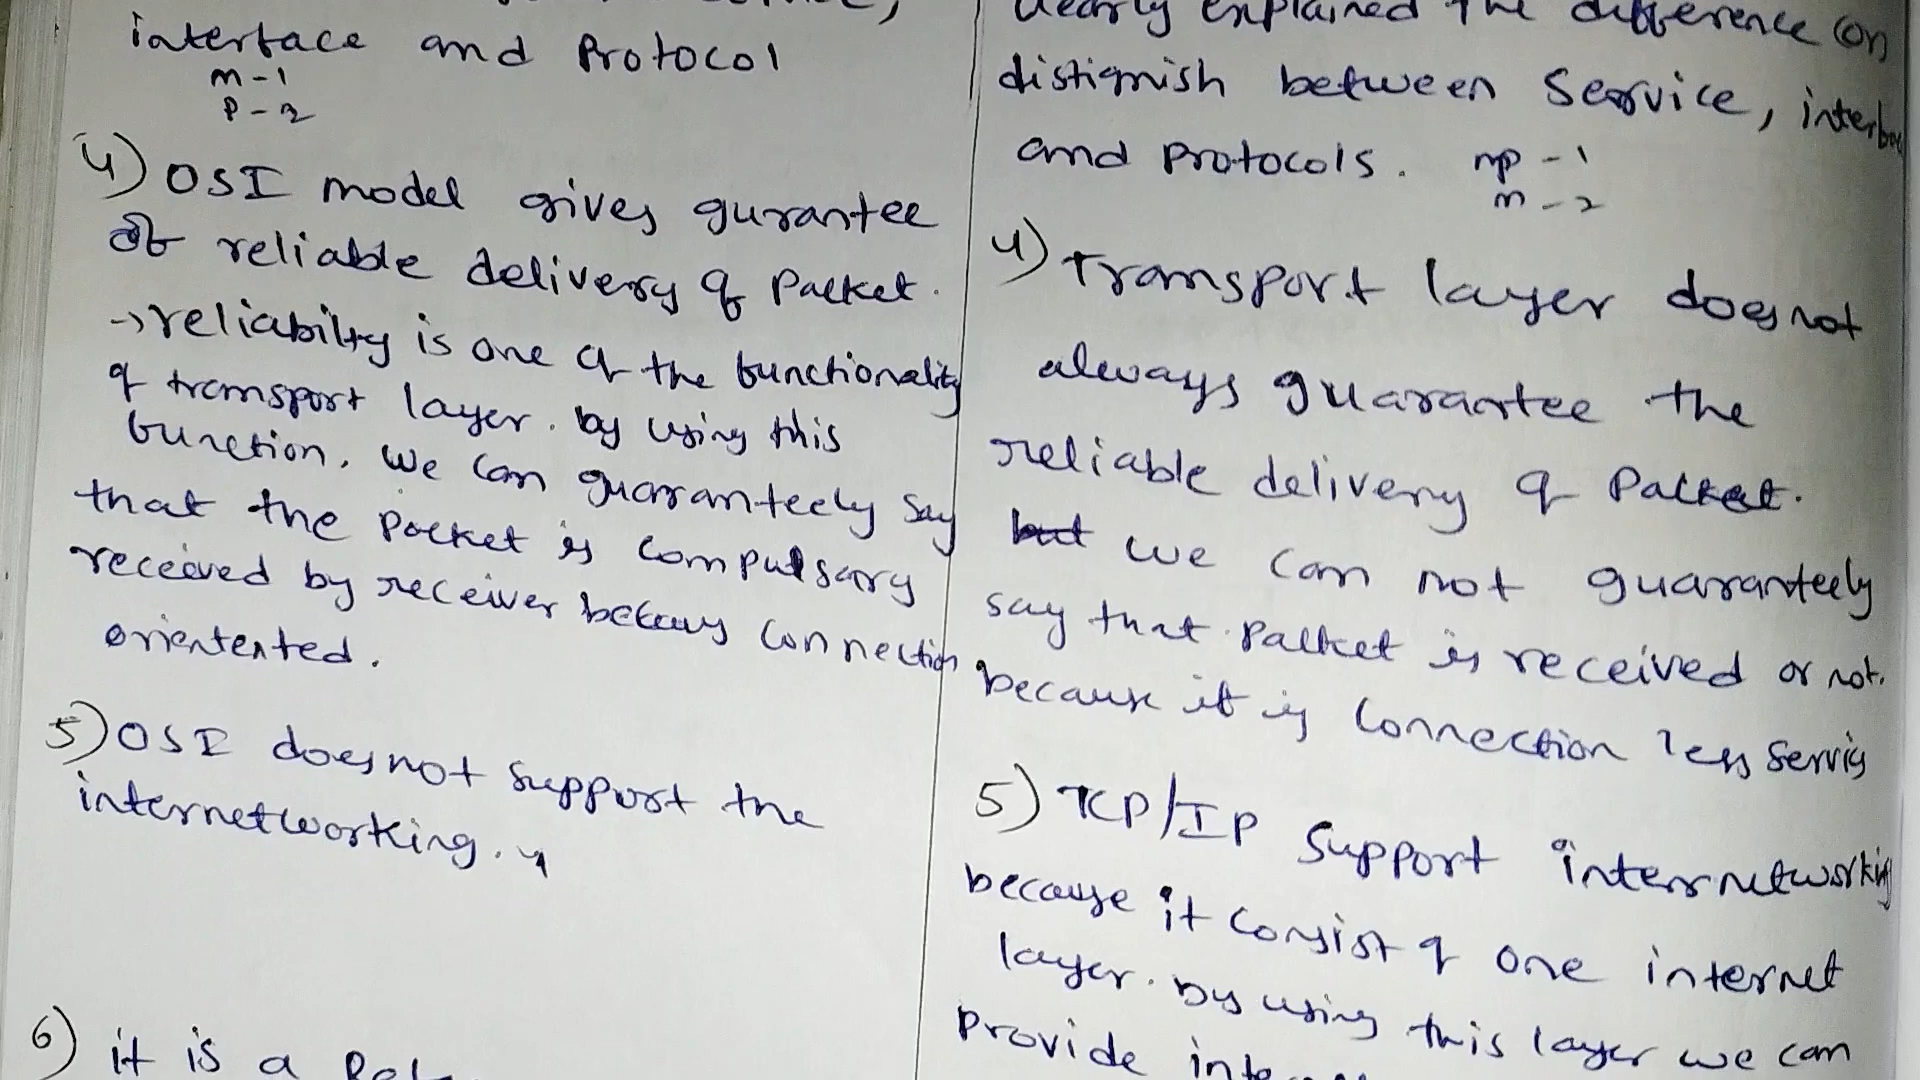 interface and Protocol
m-1
P-2
4) OSI model gives gurantee
of reliable delivery of Packet.
→ reliabilty is one of the functionality
of transport layer. by using this
function, we can guaranteely say
that the packet is compulsary
received by receiver connection
orientented.
5) OSI does not support the
internetworking.
6) it is a
clearly explained the difference (or)
distignish between Service, interface
and Protocols. np-1
m-2
4) Transport layer does not
always guarantee the
reliable delivery of Packet.
but we can not guaranteely
say that packet is received or not.
because it is connection less servis
5) TCP/IP support internetworking
because it consist of one internet
layer. by using this layer we can
Provide